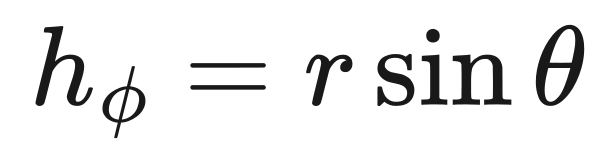 h_ϕ = r sin θ